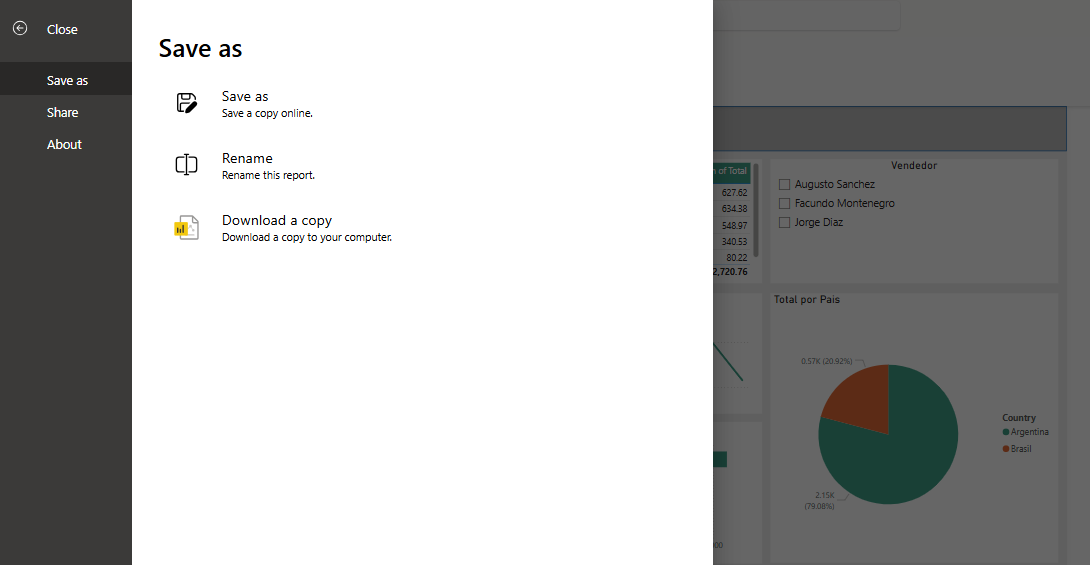 Close
Save as
Share
About
Save as
Save as
Save a copy online.
Rename
Rename this report.
Download a copy
Download a copy to your computer.
n of Total
627.62
634.38
548.97
340.53
80.22
2,720.76
Vendedor
Augusto Sanchez
Facundo Montenegro
Jorge Diaz
Total por Pais
0.57K (20.92%)
2.15K
(79.08%)
Country
Argentina
Brasil
000